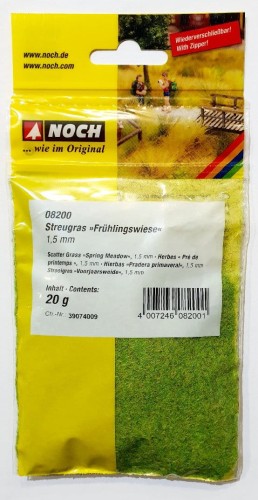 www.noch.de
www.noch.com
Wiederverschließbar!
With Zipper!
NOCH
... wie im Original
08200
Streugras »Frühlingswiese«
1,5 mm
Scatter Grass »Spring Meadow«, 1,5 mm · Herbes « Pré de
printemps », 1,5 mm · Hierbas »Pradera primaveral«, 1,5 mm
Strooigras »Voorjaarsweide«, 1,5 mm
Inhalt · Contents:
20 g
Ch.-Nr. 39074009
4 007246 082001